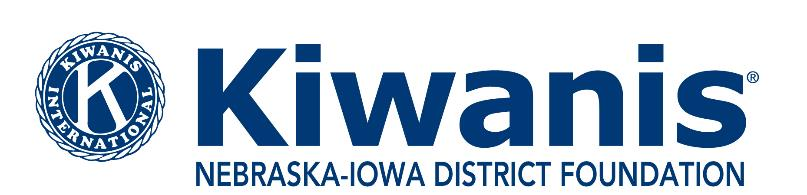 KIWANIS
K
INTERNATIONAL
Kiwanis®
NEBRASKA-IOWA DISTRICT FOUNDATION